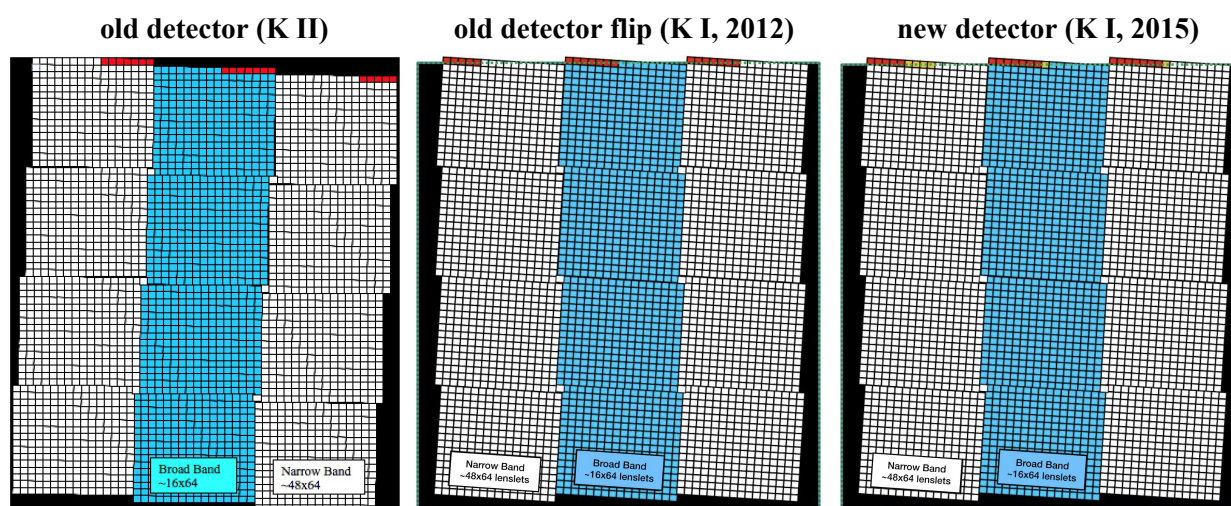 old detector (K II)
old detector flip (K I, 2012)
new detector (K I, 2015)
Broad Band
~16x64
Narrow Band
~48x64
Narrow Band
~48x64 lenslets
Broad Band
~16x64 lenslets
Narrow Band
~48x64 lenslets
Broad Band
~16x64 lenslets